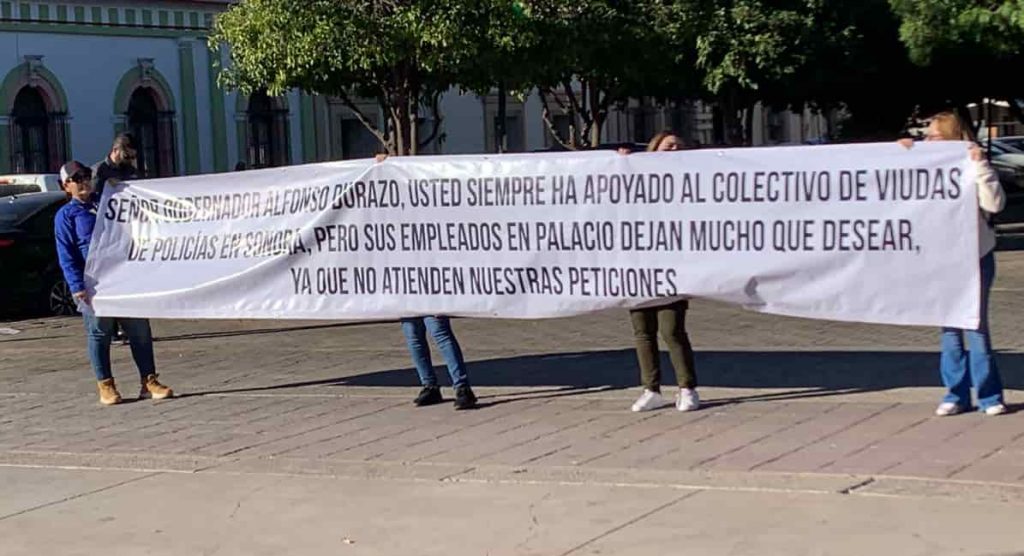 SEÑOR GOBERNADOR ALFONSO DURAZO, USTED SIEMPRE HA APOYADO AL COLECTIVO DE VIUDAS
DE POLICÍAS EN SONORA, PERO SUS EMPLEADOS EN PALACIO DEJAN MUCHO QUE DESEAR,
YA QUE NO ATIENDEN NUESTRAS PETICIONES